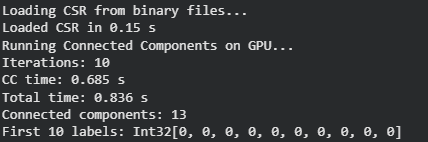 Loading CSR from binary files...
Loaded CSR in 0.15 s
Running Connected Components on GPU...
Iterations: 10
CC time: 0.685 s
Total time: 0.836 s
Connected components: 13
First 10 labels: Int32[0, 0, 0, 0, 0, 0, 0, 0, 0, 0]